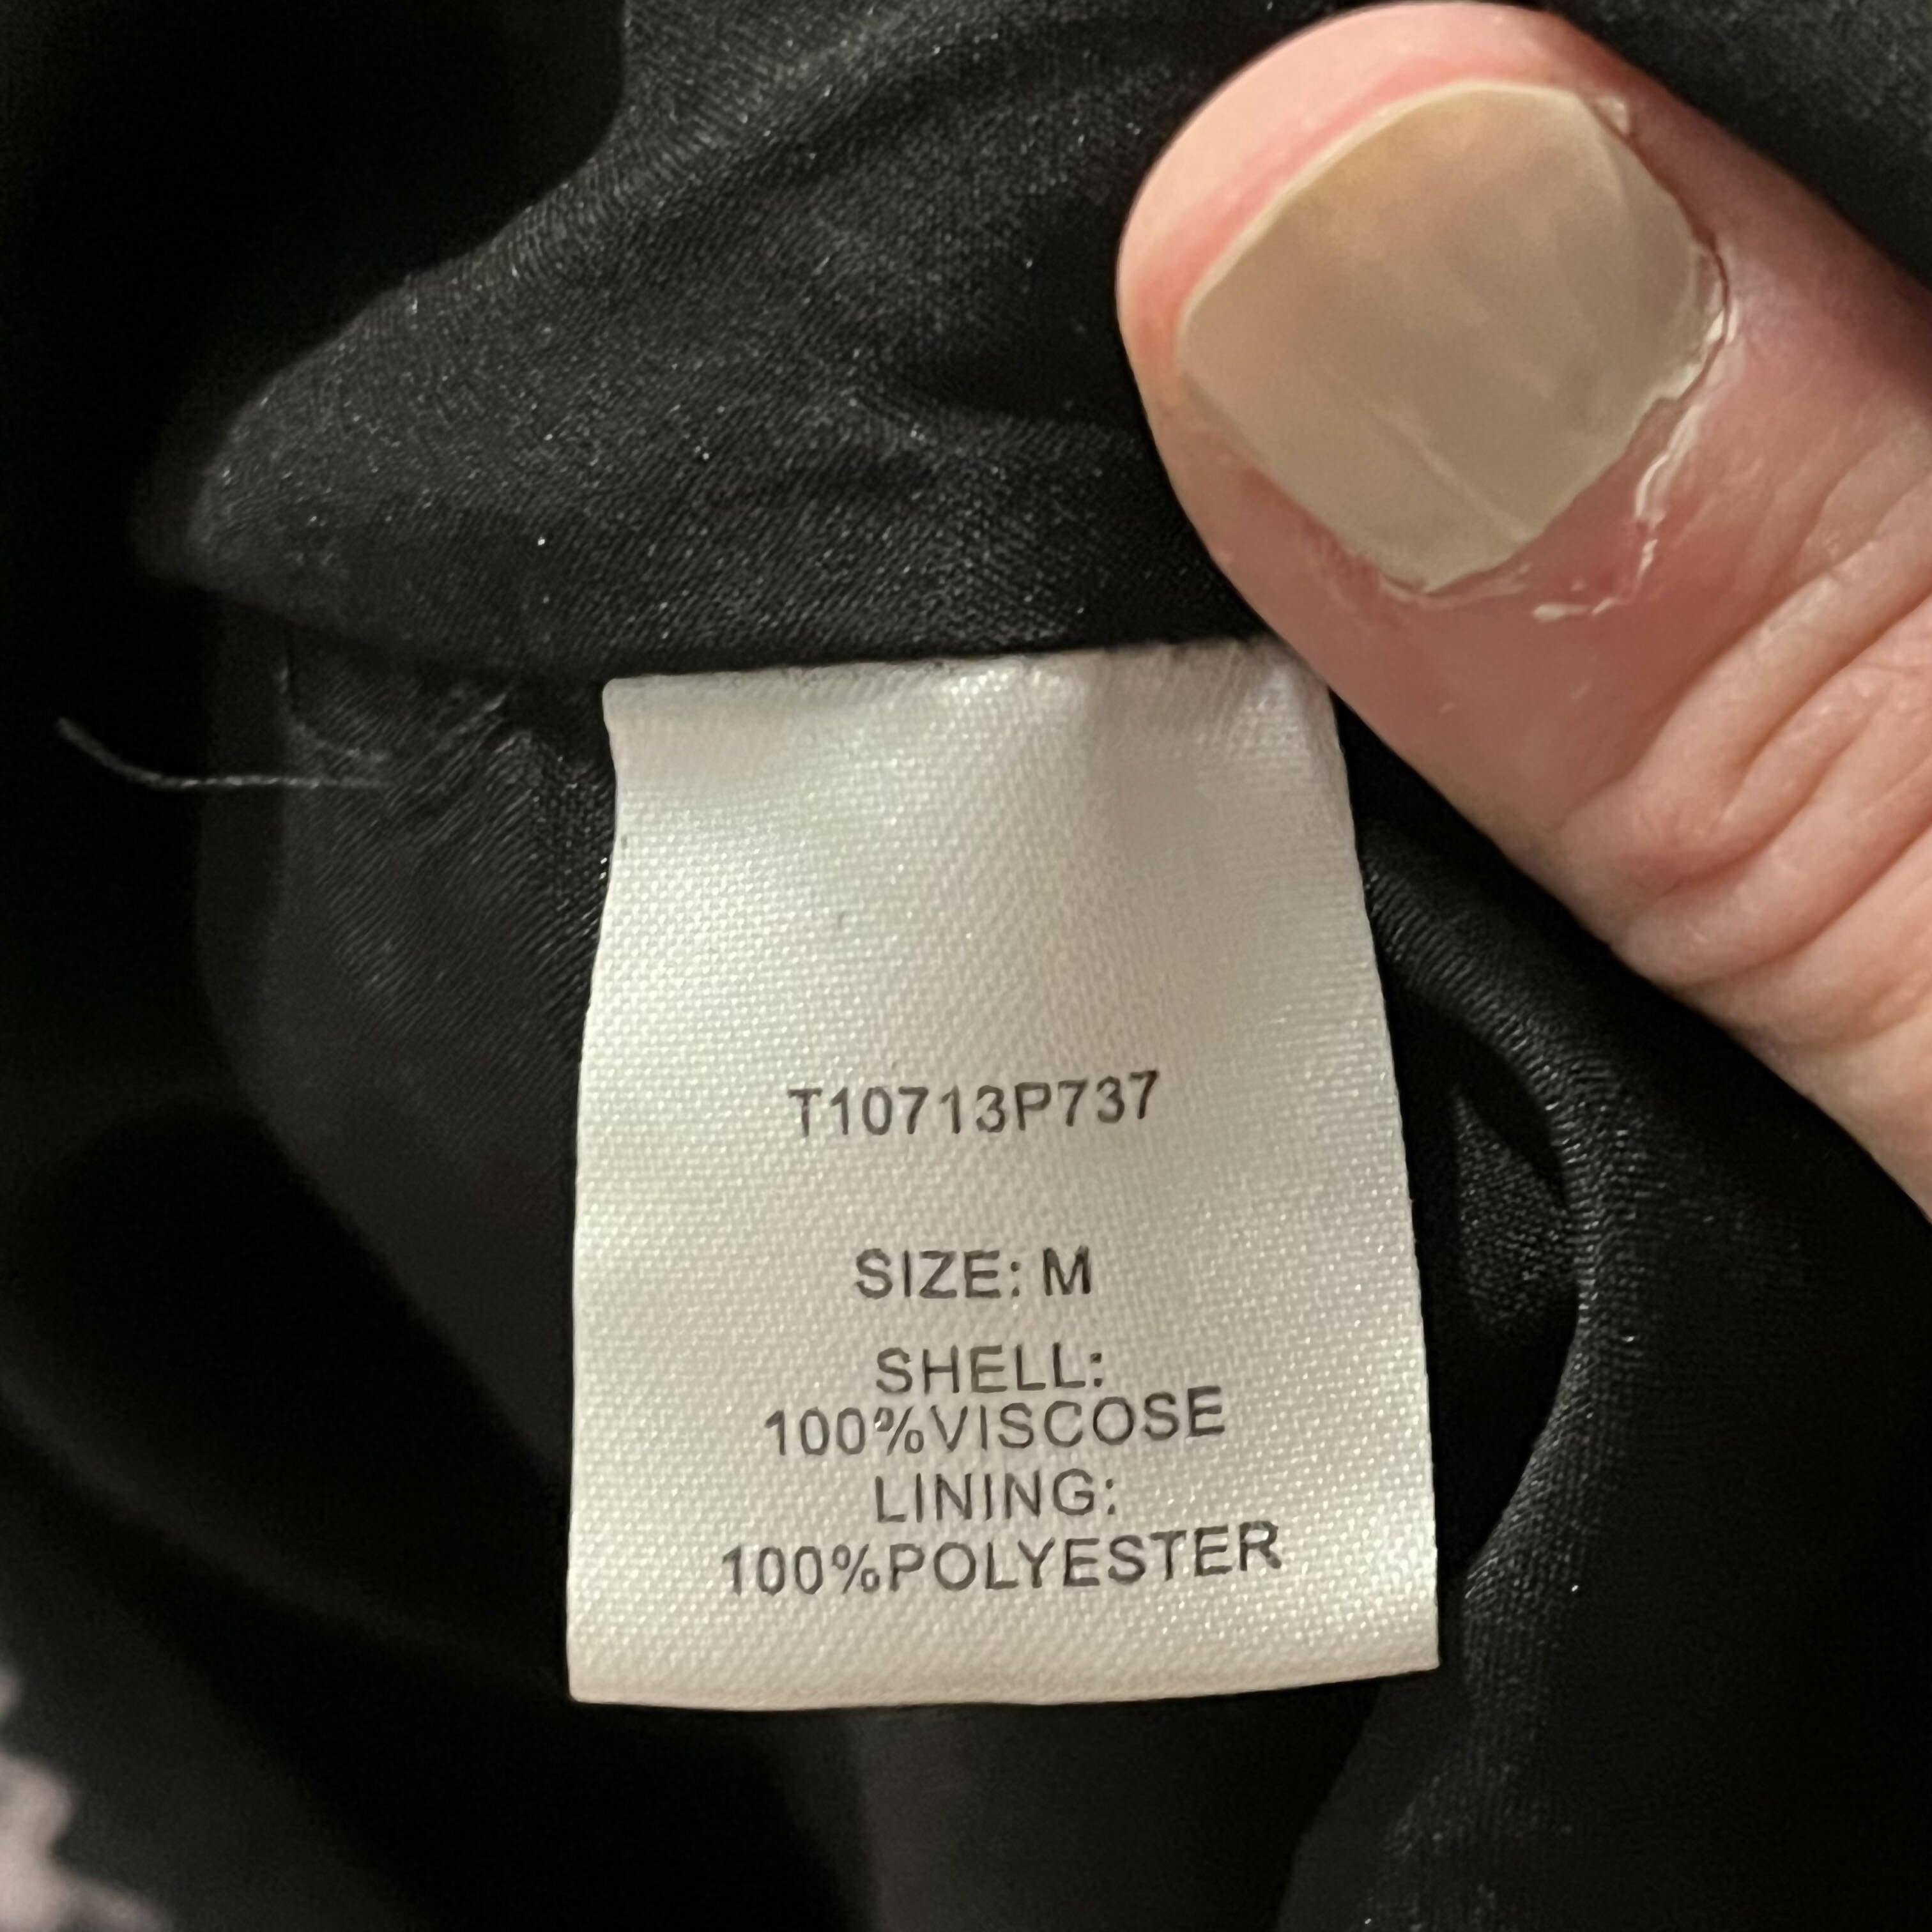 T10713P737
SIZE: M
SHELL:
100%VISCOSE
LINING:
100%POLYESTER